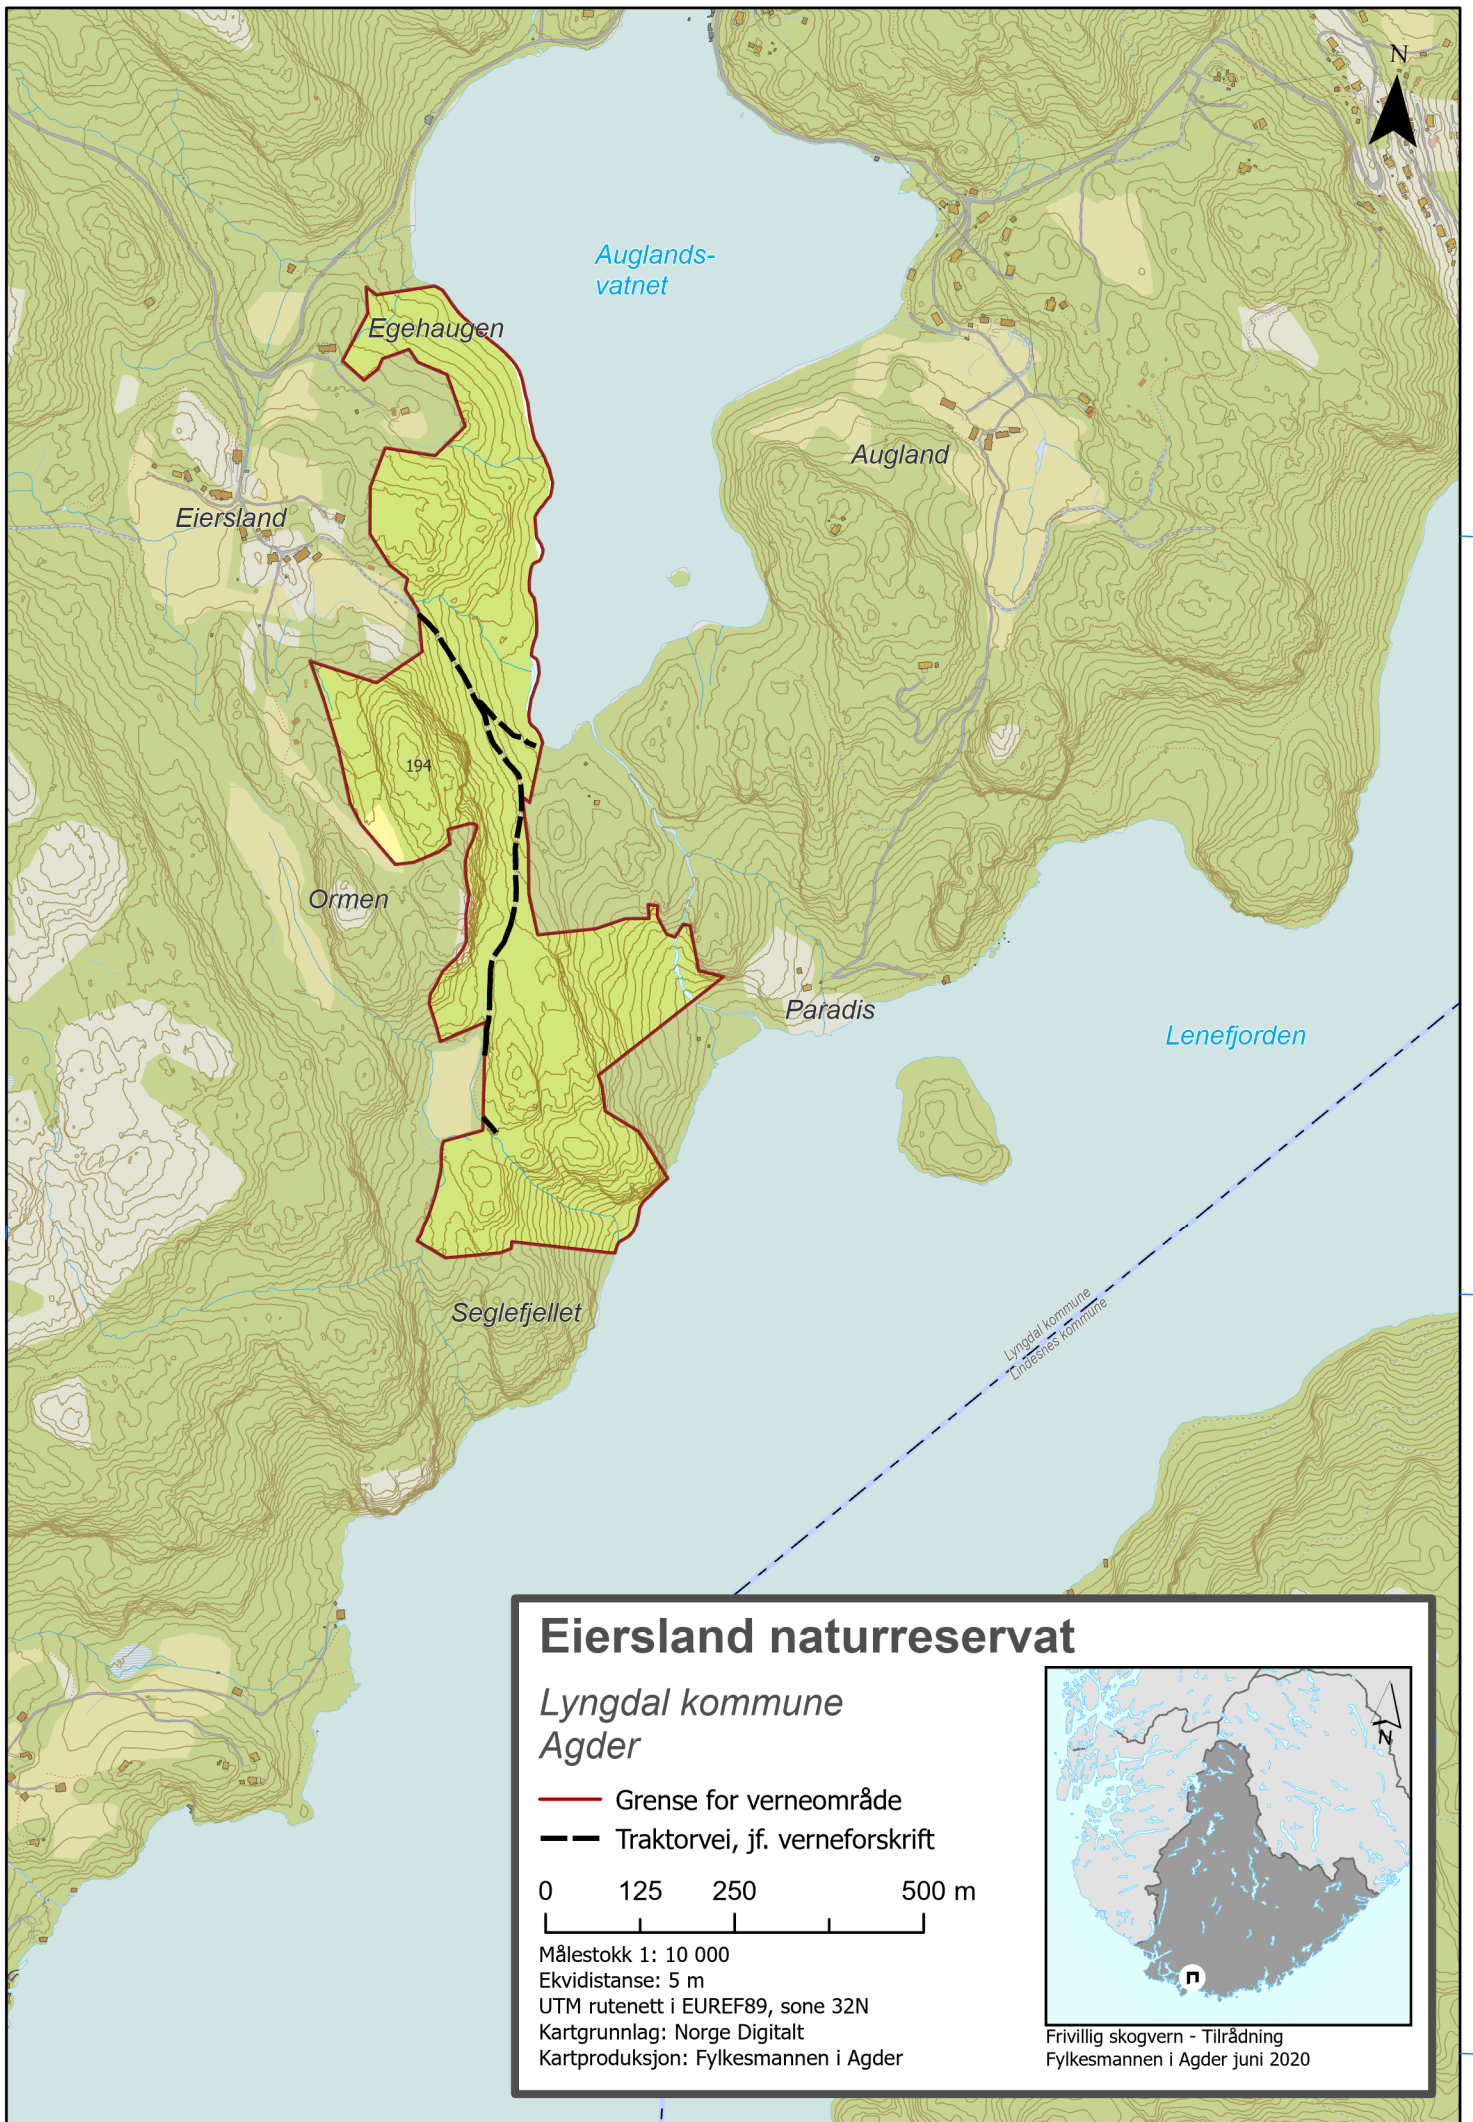 N
Auglands-
vatnet
Egehaugen
Augland
Eiersland
194
Ormen
Paradis
Lenefjorden
Seglefjellet
Lyngdal kommune
Lindesnes kommune
Eiersland naturreservat
Lyngdal kommune
Agder
Grense for verneområde
Traktorvei, jf. verneforskrift
0 125 250 500 m
Målestokk 1: 10 000
Ekvidistanse: 5 m
UTM rutenett i EUREF89, sone 32N
Kartgrunnlag: Norge Digitalt
Kartproduksjon: Fylkesmannen i Agder
N
Frivillig skogvern - Tilrådning
Fylkesmannen i Agder juni 2020